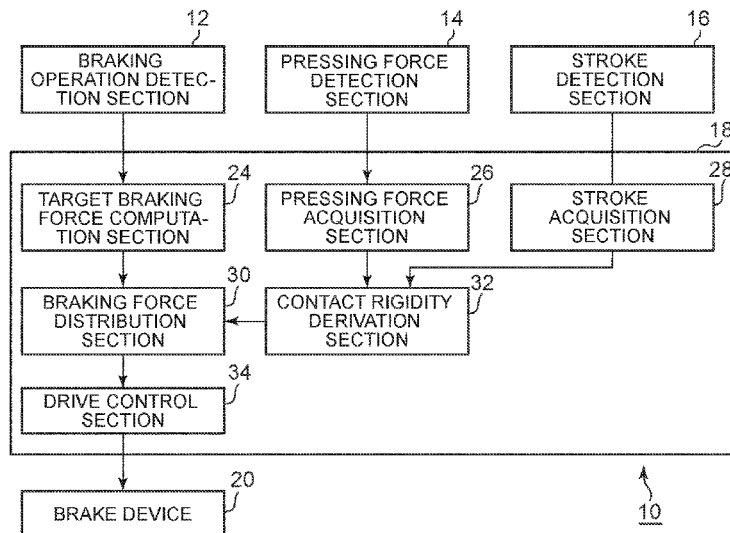 12
14
16
BRAKING
OPERATION DETEC-
TION SECTION
PRESSING FORCE
DETECTION
SECTION
STROKE
DETECTION
SECTION
18
24
26
28
TARGET BRAKING
FORCE COMPUTA-
TION SECTION
PRESSING FORCE
ACQUISITION
SECTION
STROKE
ACQUISITION
SECTION
30
32
BRAKING FORCE
DISTRIBUTION
SECTION
CONTACT RIGIDITY
DERIVATION
SECTION
34
DRIVE CONTROL
SECTION
20
BRAKE DEVICE
10